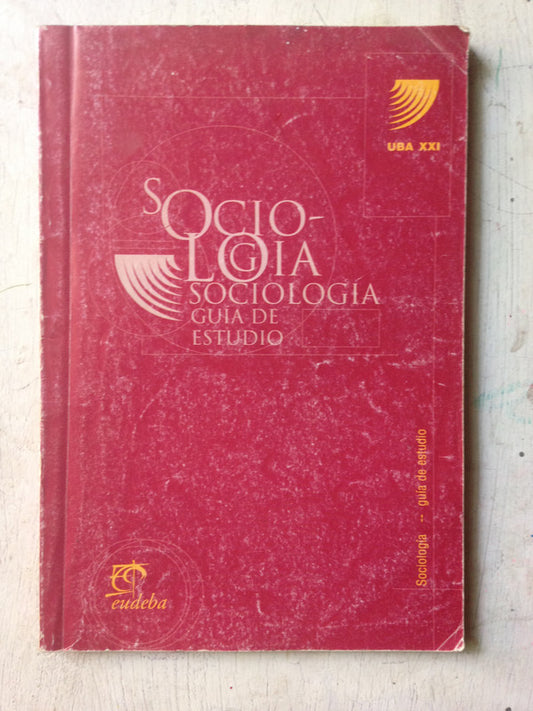 UBA XXI
SOCIO-
LOGIA
SOCIOLOGÍA
GUÍA DE
ESTUDIO
Sociología -- guía de estudio
eudeba